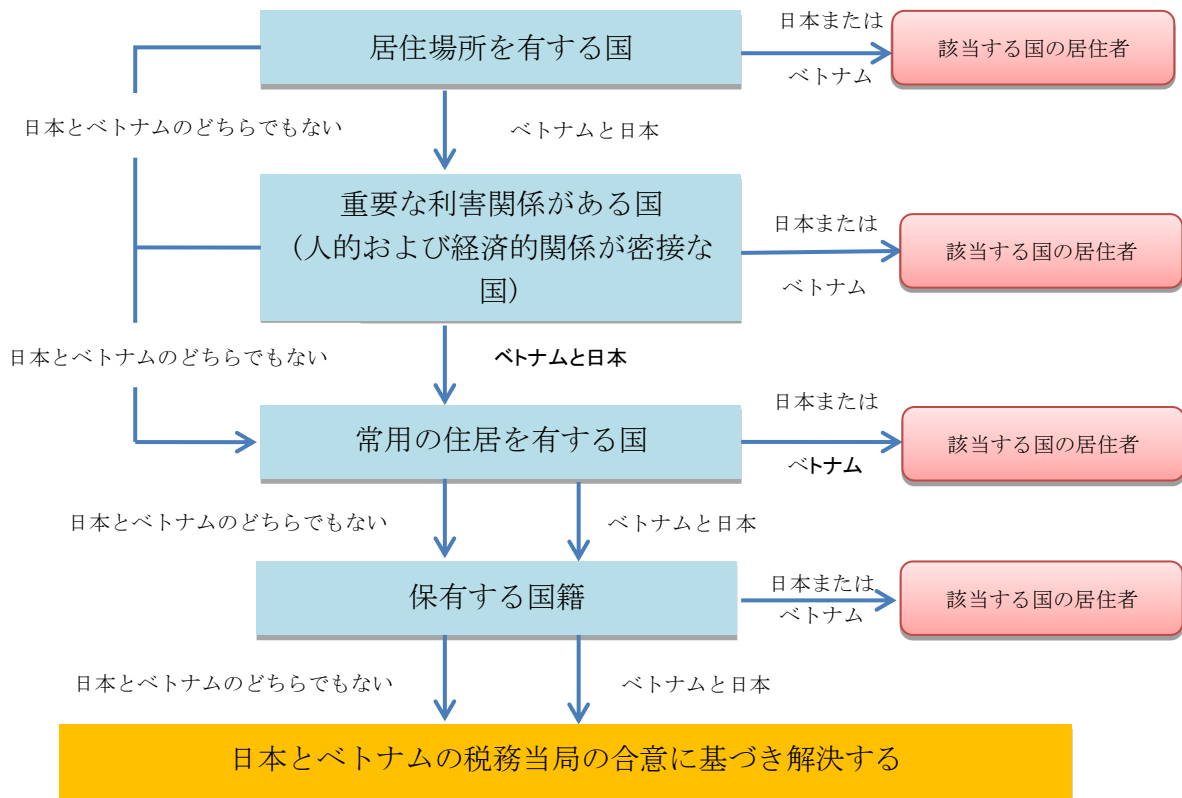 居住場所を有する国
日本または
ベトナム
該当する国の居住者
日本とベトナムのどちらでもない
ベトナムと日本
重要な利害関係がある国
（人的および経済的関係が密接な
国）
日本または
ベトナム
該当する国の居住者
日本とベトナムのどちらでもない
ベトナムと日本
常用の住居を有する国
日本または
ベトナム
該当する国の居住者
日本とベトナムのどちらでもない
ベトナムと日本
保有する国籍
日本または
ベトナム
該当する国の居住者
日本とベトナムのどちらでもない
ベトナムと日本
日本とベトナムの税務当局の合意に基づき解決する